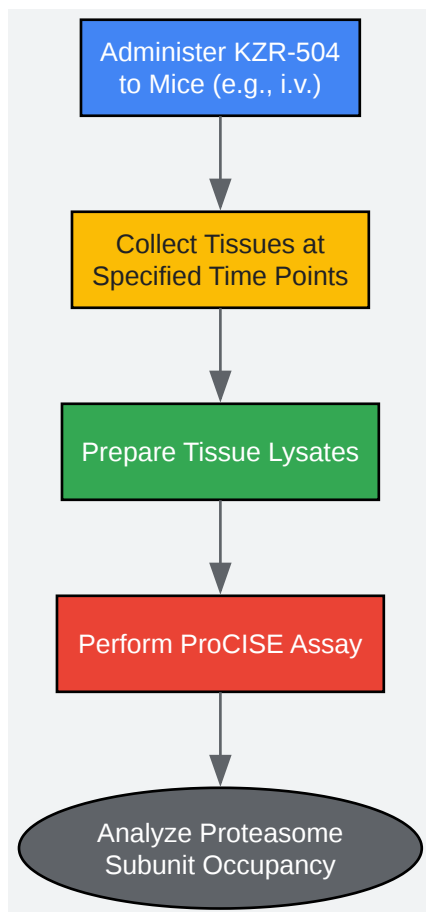 Administer KZR-504
to Mice (e.g., i.v.)
Collect Tissues at
Specified Time Points
Prepare Tissue Lysates
Perform ProCISE Assay
Analyze Proteasome
Subunit Occupancy